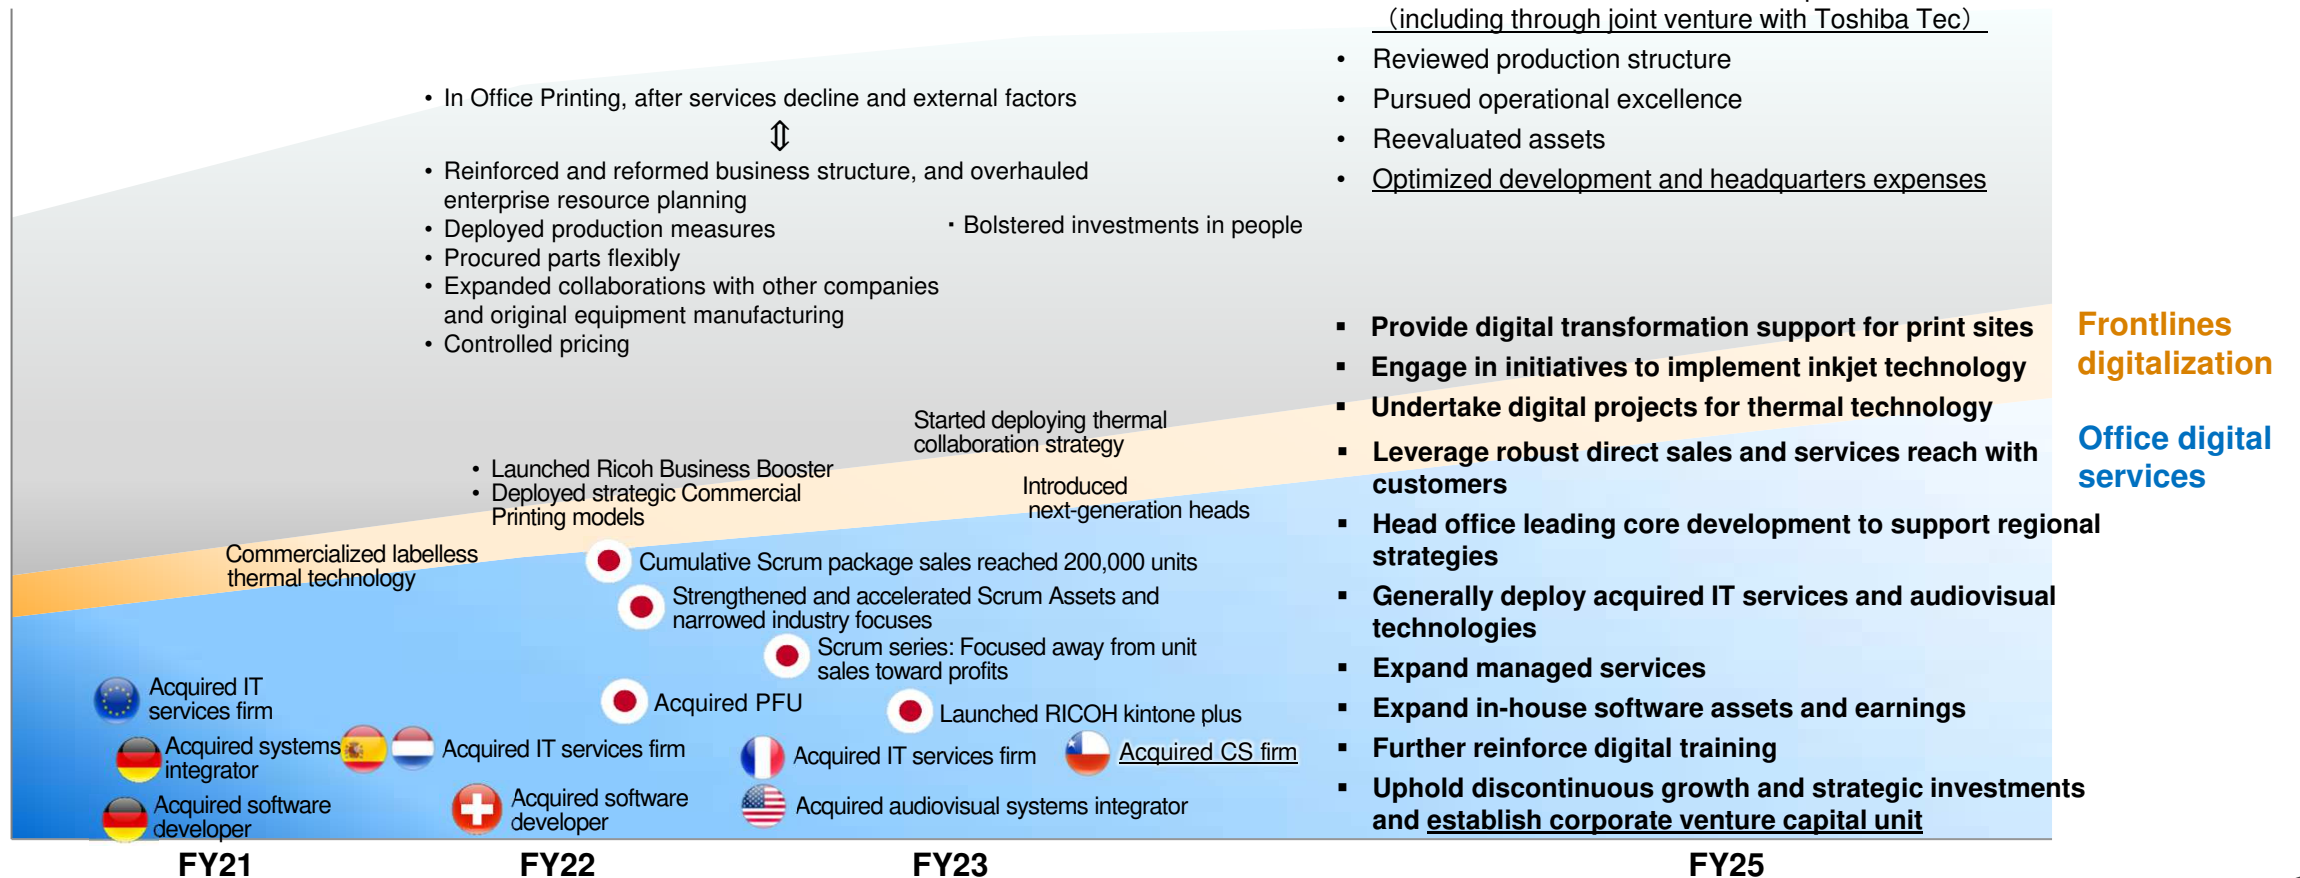 （including through joint venture with Toshiba Tec）
• Reviewed production structure
• Pursued operational excellence
• Reevaluated assets
• Optimized development and headquarters expenses
• In Office Printing, after services decline and external factors
⇕
• Reinforced and reformed business structure, and overhauled
enterprise resource planning
• Deployed production measures
• Procured parts flexibly
• Expanded collaborations with other companies
and original equipment manufacturing
• Controlled pricing
・Bolstered investments in people
▪ Provide digital transformation support for print sites
▪ Engage in initiatives to implement inkjet technology
▪ Undertake digital projects for thermal technology
Frontlines
digitalization
▪ Leverage robust direct sales and services reach with
customers
▪ Head office leading core development to support regional
strategies
▪ Generally deploy acquired IT services and audiovisual
technologies
▪ Expand managed services
▪ Expand in-house software assets and earnings
▪ Further reinforce digital training
▪ Uphold discontinuous growth and strategic investments
and establish corporate venture capital unit
Office digital
services
Started deploying thermal
collaboration strategy
• Launched Ricoh Business Booster
• Deployed strategic Commercial
Printing models
Introduced
next-generation heads
Commercialized labelless
thermal technology
Cumulative Scrum package sales reached 200,000 units
Strengthened and accelerated Scrum Assets and
narrowed industry focuses
Scrum series: Focused away from unit
sales toward profits
Acquired IT
services firm
Acquired PFU
Launched RICOH kintone plus
Acquired systems
integrator
Acquired IT services firm
Acquired IT services firm
Acquired CS firm
Acquired software
developer
Acquired software
developer
Acquired audiovisual systems integrator
FY21
FY22
FY23
FY25